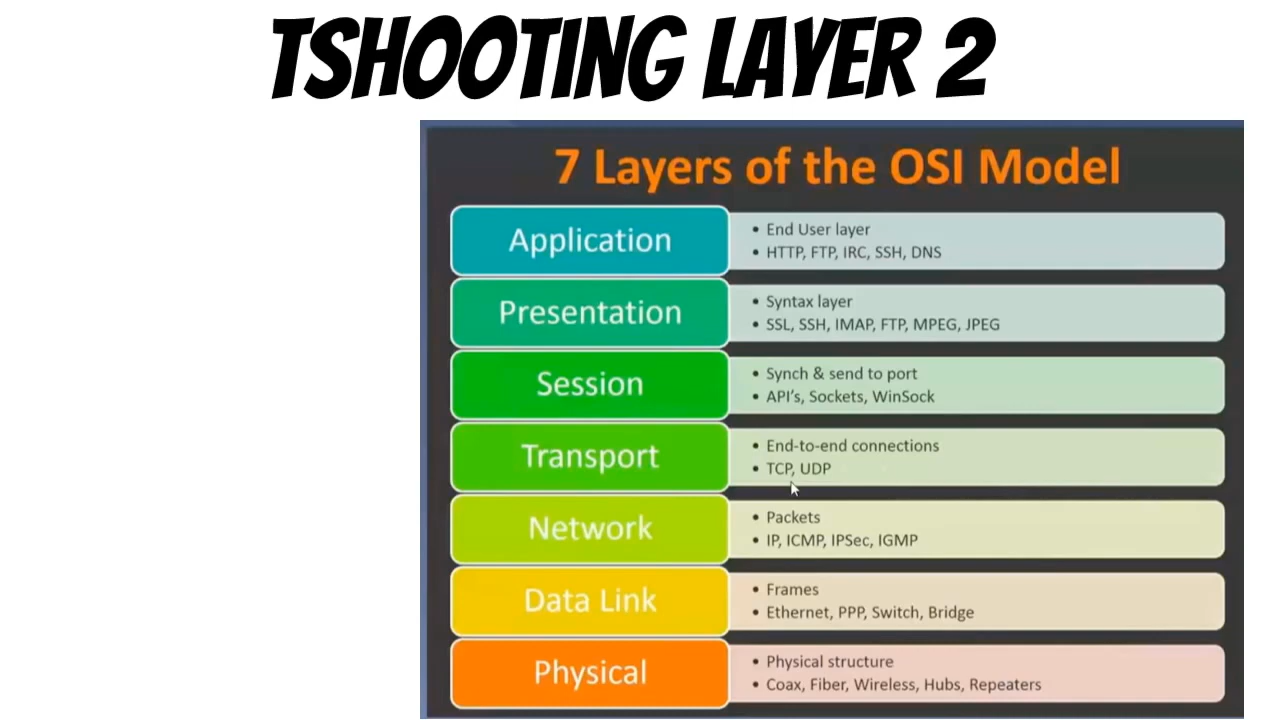 TSHOOTING LAYER 2
7 Layers of the OSI Model
Application
• End User layer
• HTTP, FTP, IRC, SSH, DNS
Presentation
• Syntax layer
• SSL, SSH, IMAP, FTP, MPEG, JPEG
Session
• Synch & send to port
• API's, Sockets, WinSock
Transport
• End-to-end connections
• TCP, UDP
Network
• Packets
• IP, ICMP, IPSec, IGMP
Data Link
• Frames
• Ethernet, PPP, Switch, Bridge
Physical
• Physical structure
• Coax, Fiber, Wireless, Hubs, Repeaters